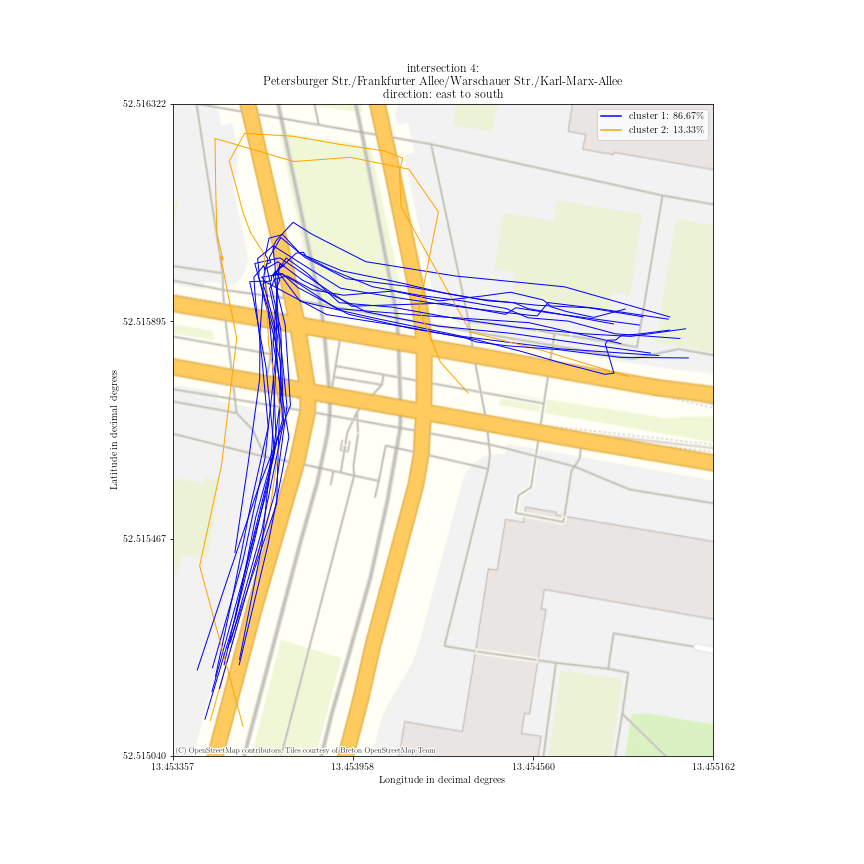 intersection 4:
Petersburger Str./Frankfurter Allee/Warschauer Str./Karl-Marx-Allee
direction: east to south
52.516322
cluster 1: 86.67%
cluster 2: 13.33%
52.515895
Latitude in decimal degrees
52.515467
(C) OpenStreetMap contributors, Tiles courtesy of Breton OpenStreetMap Team
52.515040
13.453357
13.453958
13.454560
13.455162
Longitude in decimal degrees